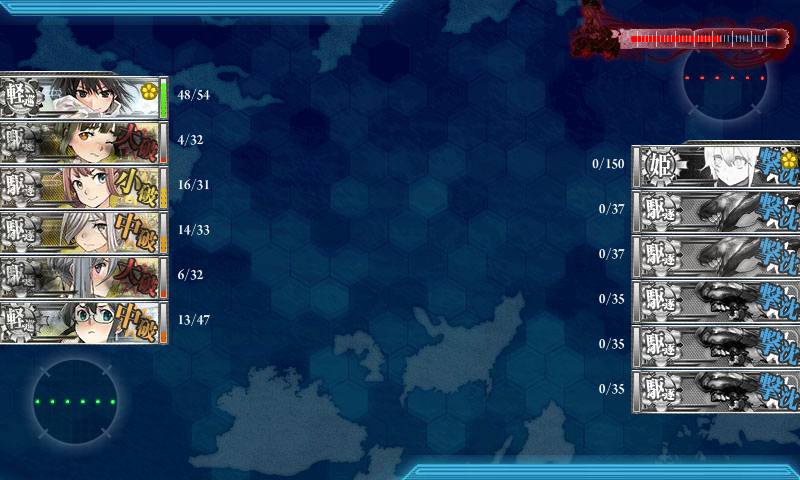 軽巡
48/54
駆逐
大破
4/32
駆逐
小破
16/31
駆逐
中破
14/33
駆逐
大破
6/32
軽巡
中破
13/47
0/150
姫
撃沈
0/37
駆逐
撃沈
0/37
駆逐
撃沈
0/35
駆逐
撃沈
0/35
駆逐
撃沈
0/35
駆逐
撃沈